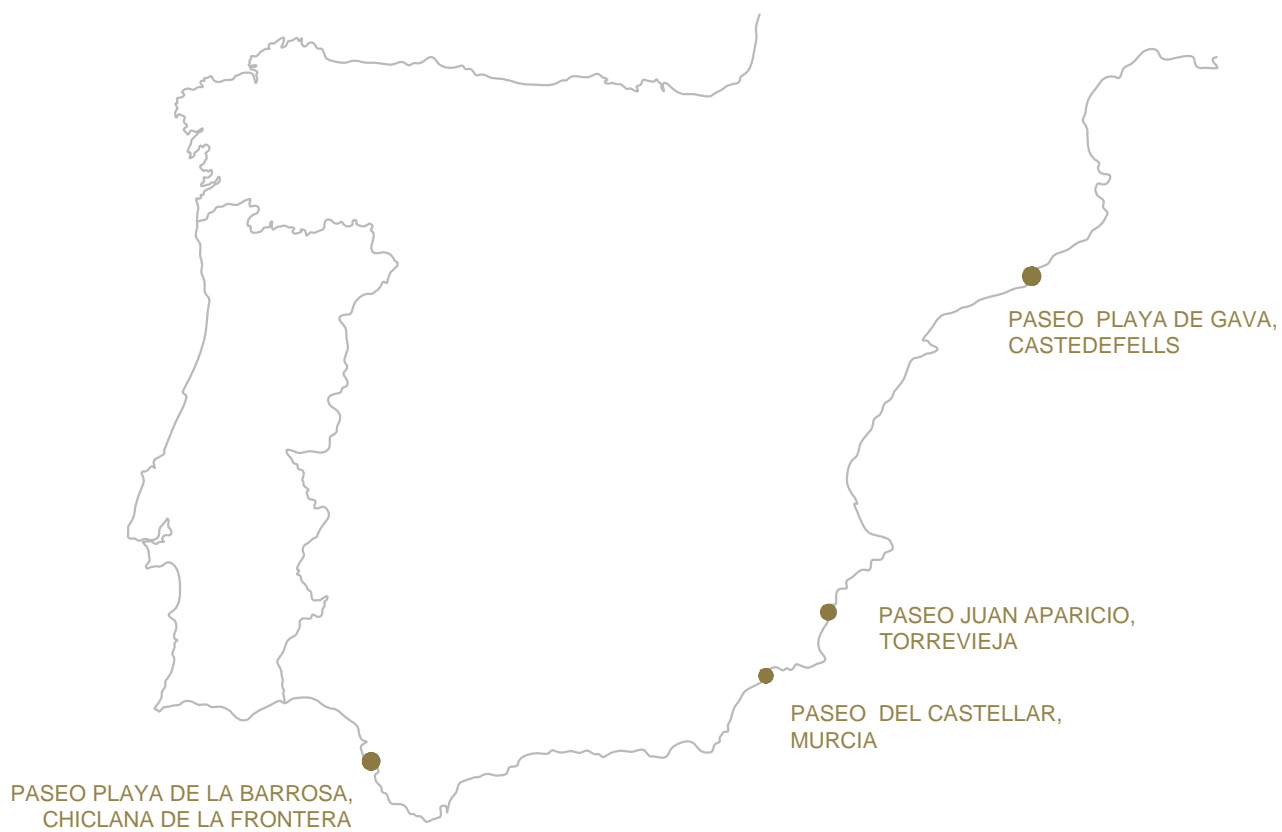 PASEO PLAYA DE GAVA,
CASTEDEFELLS
PASEO JUAN APARICIO,
TORREVIEJA
PASEO DEL CASTELLAR,
MURCIA
PASEO PLAYA DE LA BARROSA,
CHICLANA DE LA FRONTERA